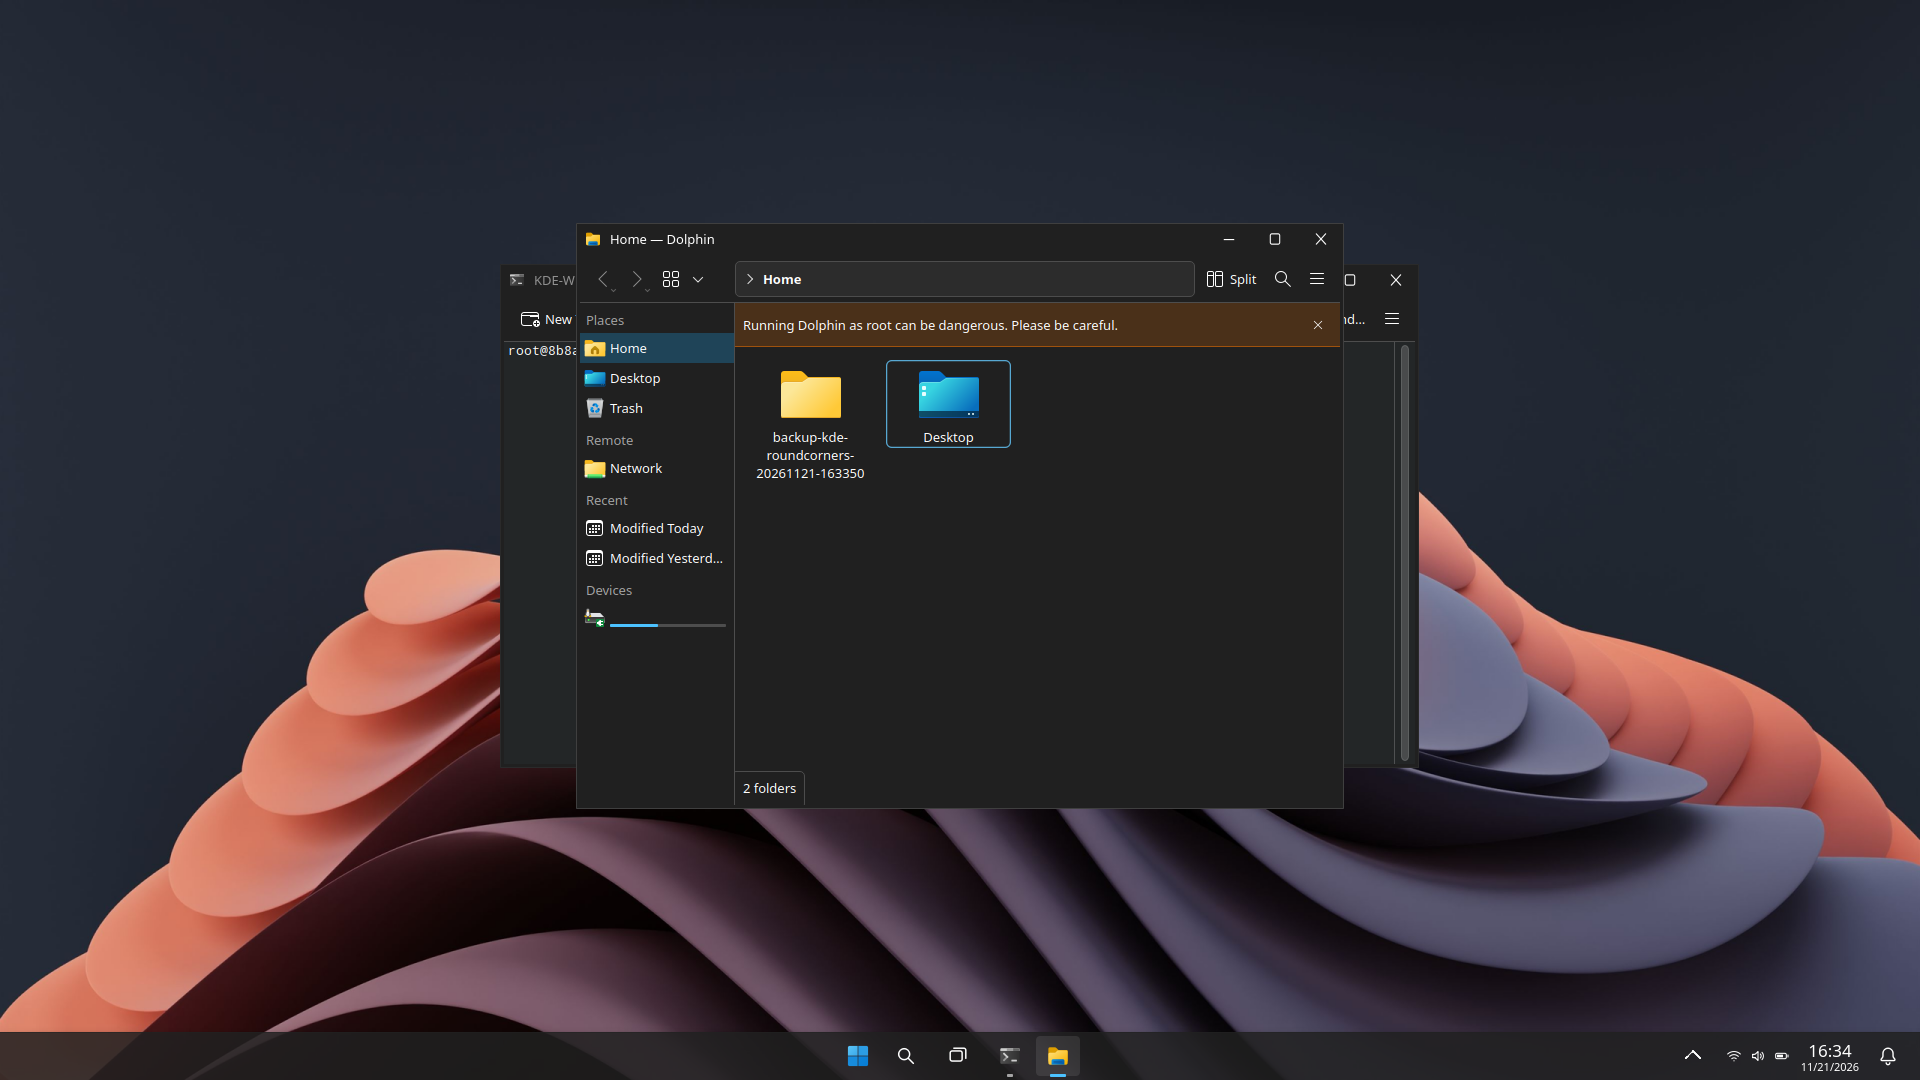 Home — Dolphin
Home
Split
KDE-W
New
nd...
root@8b8a
Running Dolphin as root can be dangerous. Please be careful.
Places
Home
Desktop
Trash
Remote
Network
Recent
Modified Today
Modified Yesterd...
Devices
backup-kde-
roundcorners-
20261121-163350
Desktop
2 folders
16:34
11/21/2026